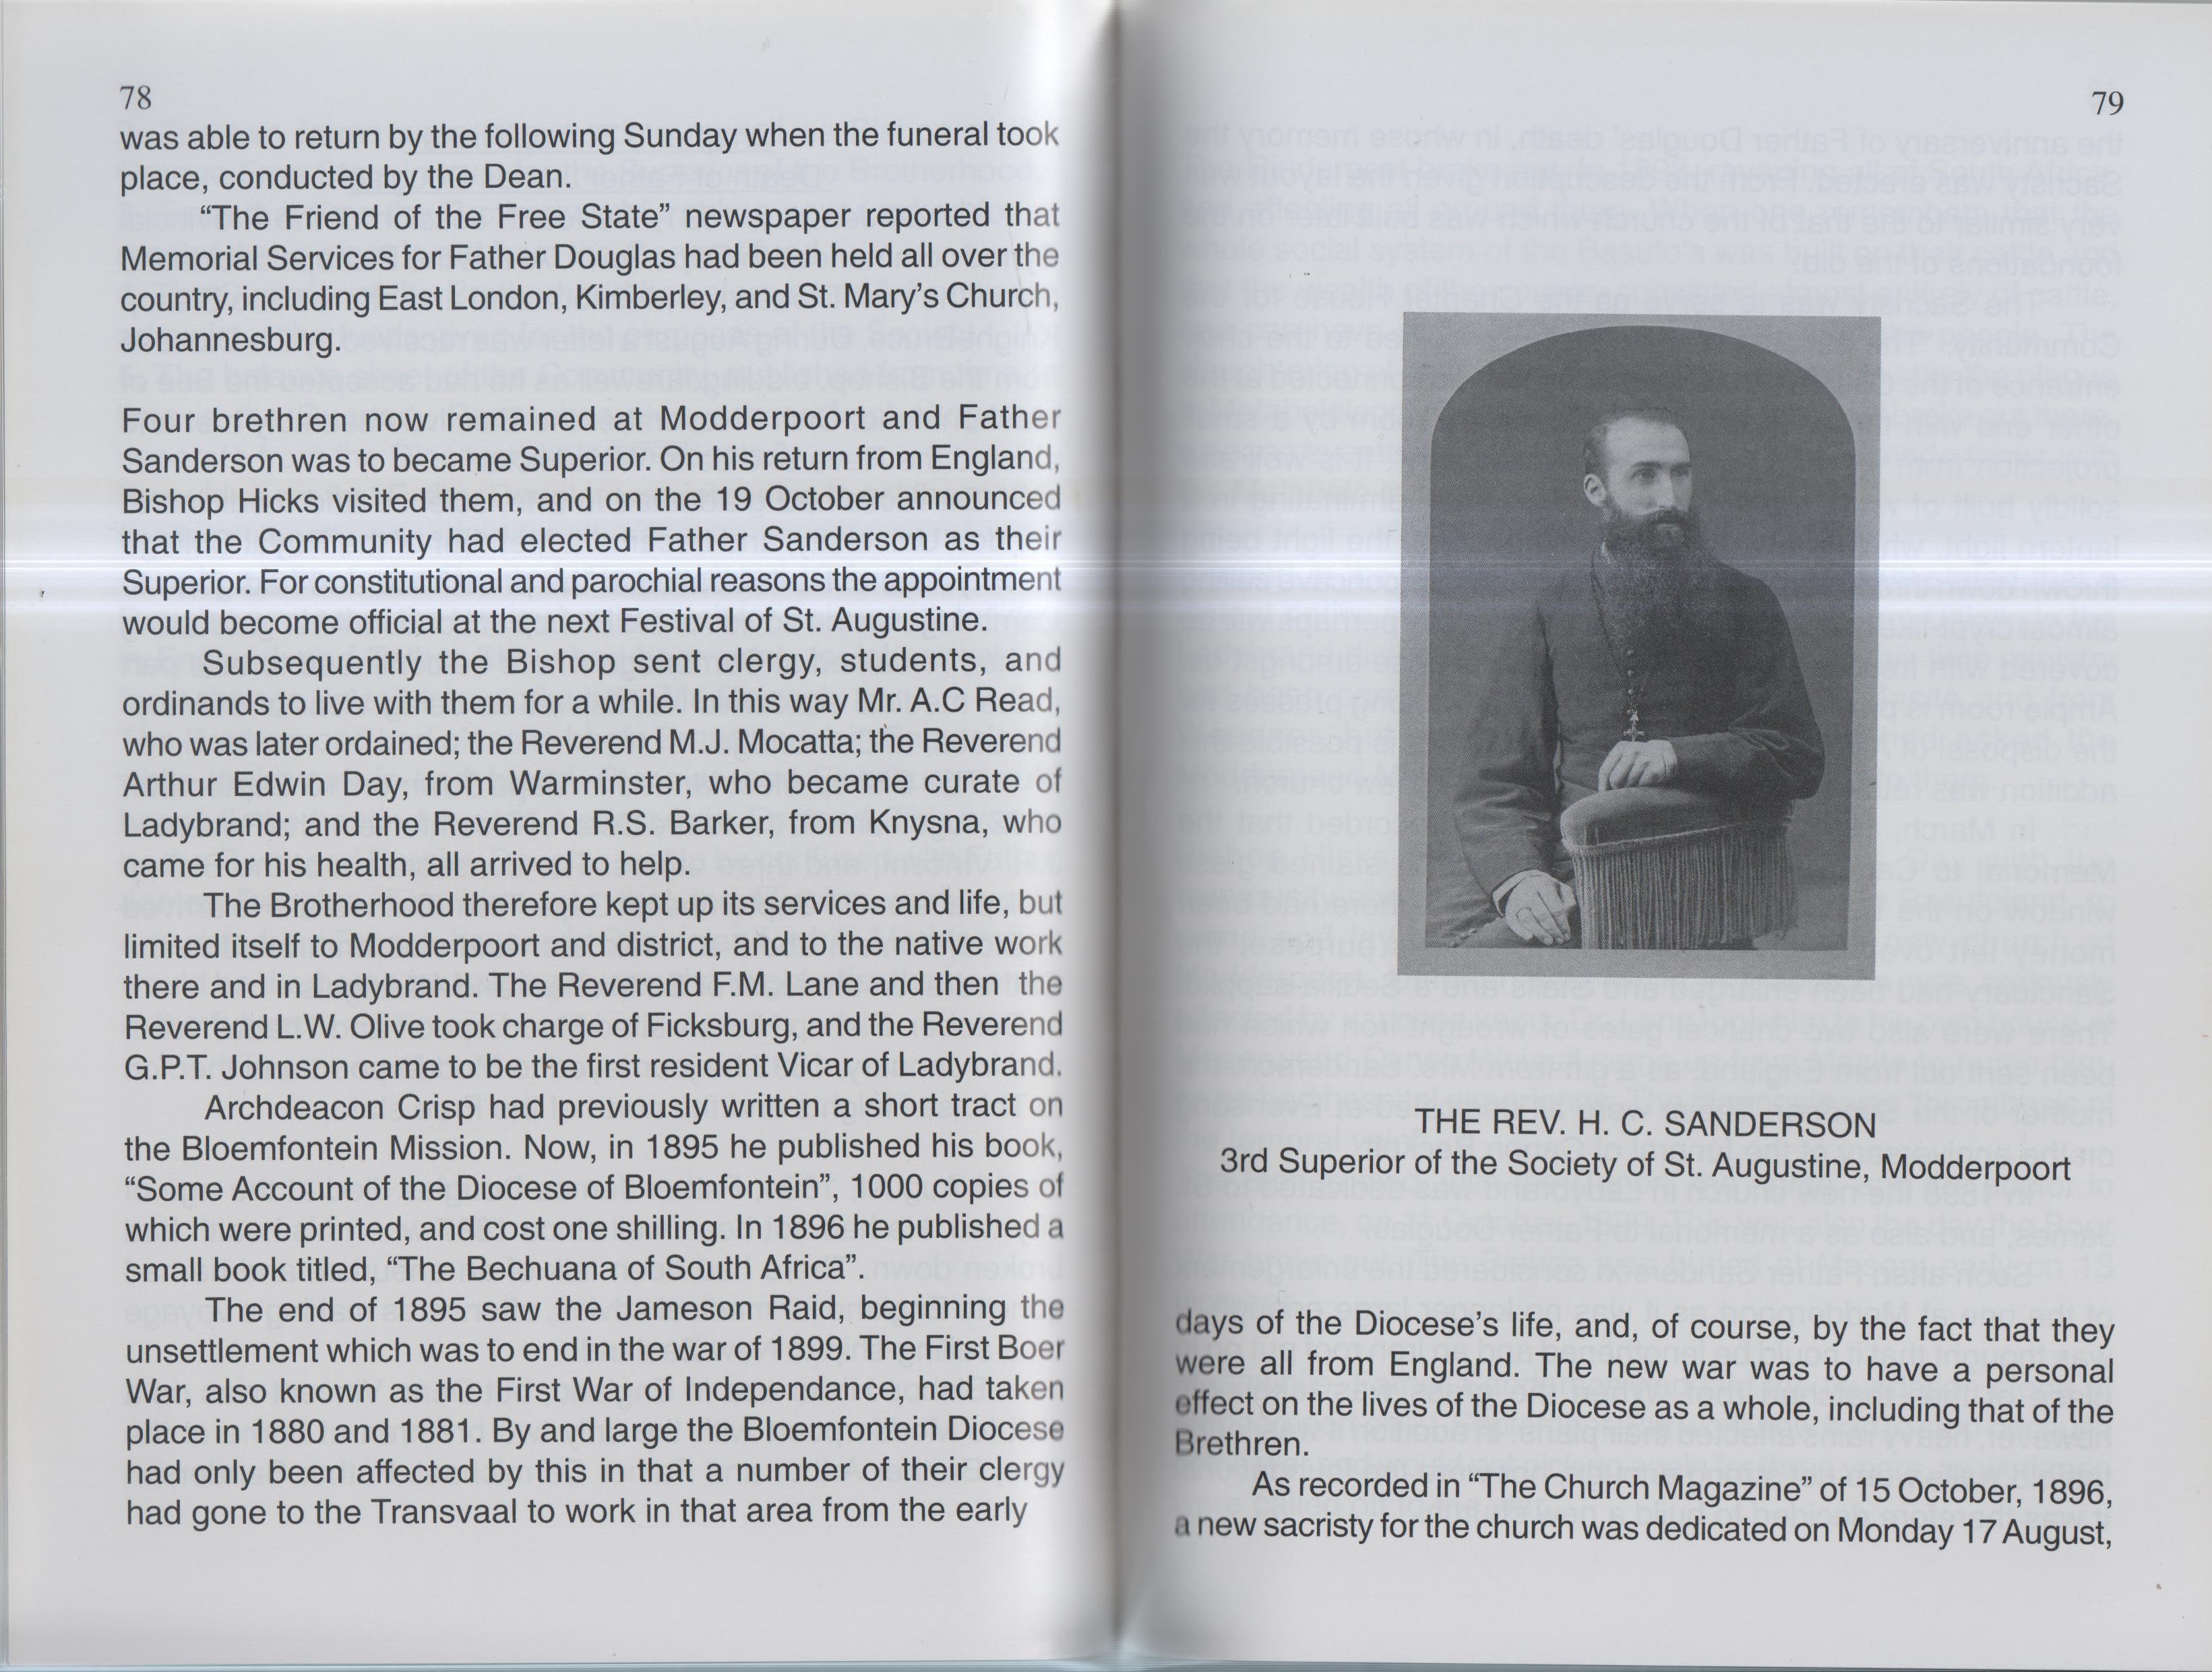 78
was able to return by the following Sunday when the funeral took
place, conducted by the Dean.
“The Friend of the Free State” newspaper reported that
Memorial Services for Father Douglas had been held all over the
country, including East London, Kimberley, and St. Mary’s Church,
Johannesburg.
Four brethren now remained at Modderpoort and Father
Sanderson was to became Superior. On his return from England,
Bishop Hicks visited them, and on the 19 October announced
that the Community had elected Father Sanderson as their
Superior. For constitutional and parochial reasons the appointment
would become official at the next Festival of St. Augustine.
Subsequently the Bishop sent clergy, students, and
ordinands to live with them for a while. In this way Mr. A.C Read,
who was later ordained; the Reverend M.J. Mocatta; the Reverend
Arthur Edwin Day, from Warminster, who became curate of
Ladybrand; and the Reverend R.S. Barker, from Knysna, who
came for his health, all arrived to help.
The Brotherhood therefore kept up its services and life, but
limited itself to Modderpoort and district, and to the native work
there and in Ladybrand. The Reverend F.M. Lane and then the
Reverend L.W. Olive took charge of Ficksburg, and the Reverend
G.P.T. Johnson came to be the first resident Vicar of Ladybrand.
Archdeacon Crisp had previously written a short tract on
the Bloemfontein Mission. Now, in 1895 he published his book,
“Some Account of the Diocese of Bloemfontein”, 1000 copies of
which were printed, and cost one shilling. In 1896 he published a
small book titled, “The Bechuana of South Africa”.
The end of 1895 saw the Jameson Raid, beginning the
unsettlement which was to end in the war of 1899. The First Boer
War, also known as the First War of Independance, had taken
place in 1880 and 1881. By and large the Bloemfontein Diocese
had only been affected by this in that a number of their clergy
had gone to the Transvaal to work in that area from the early
79
THE REV. H. C. SANDERSON
3rd Superior of the Society of St. Augustine, Modderpoort
days of the Diocese’s life, and, of course, by the fact that they
were all from England. The new war was to have a personal
effect on the lives of the Diocese as a whole, including that of the
Brethren.
As recorded in “The Church Magazine” of 15 October, 1896,
a new sacristy for the church was dedicated on Monday 17 August,